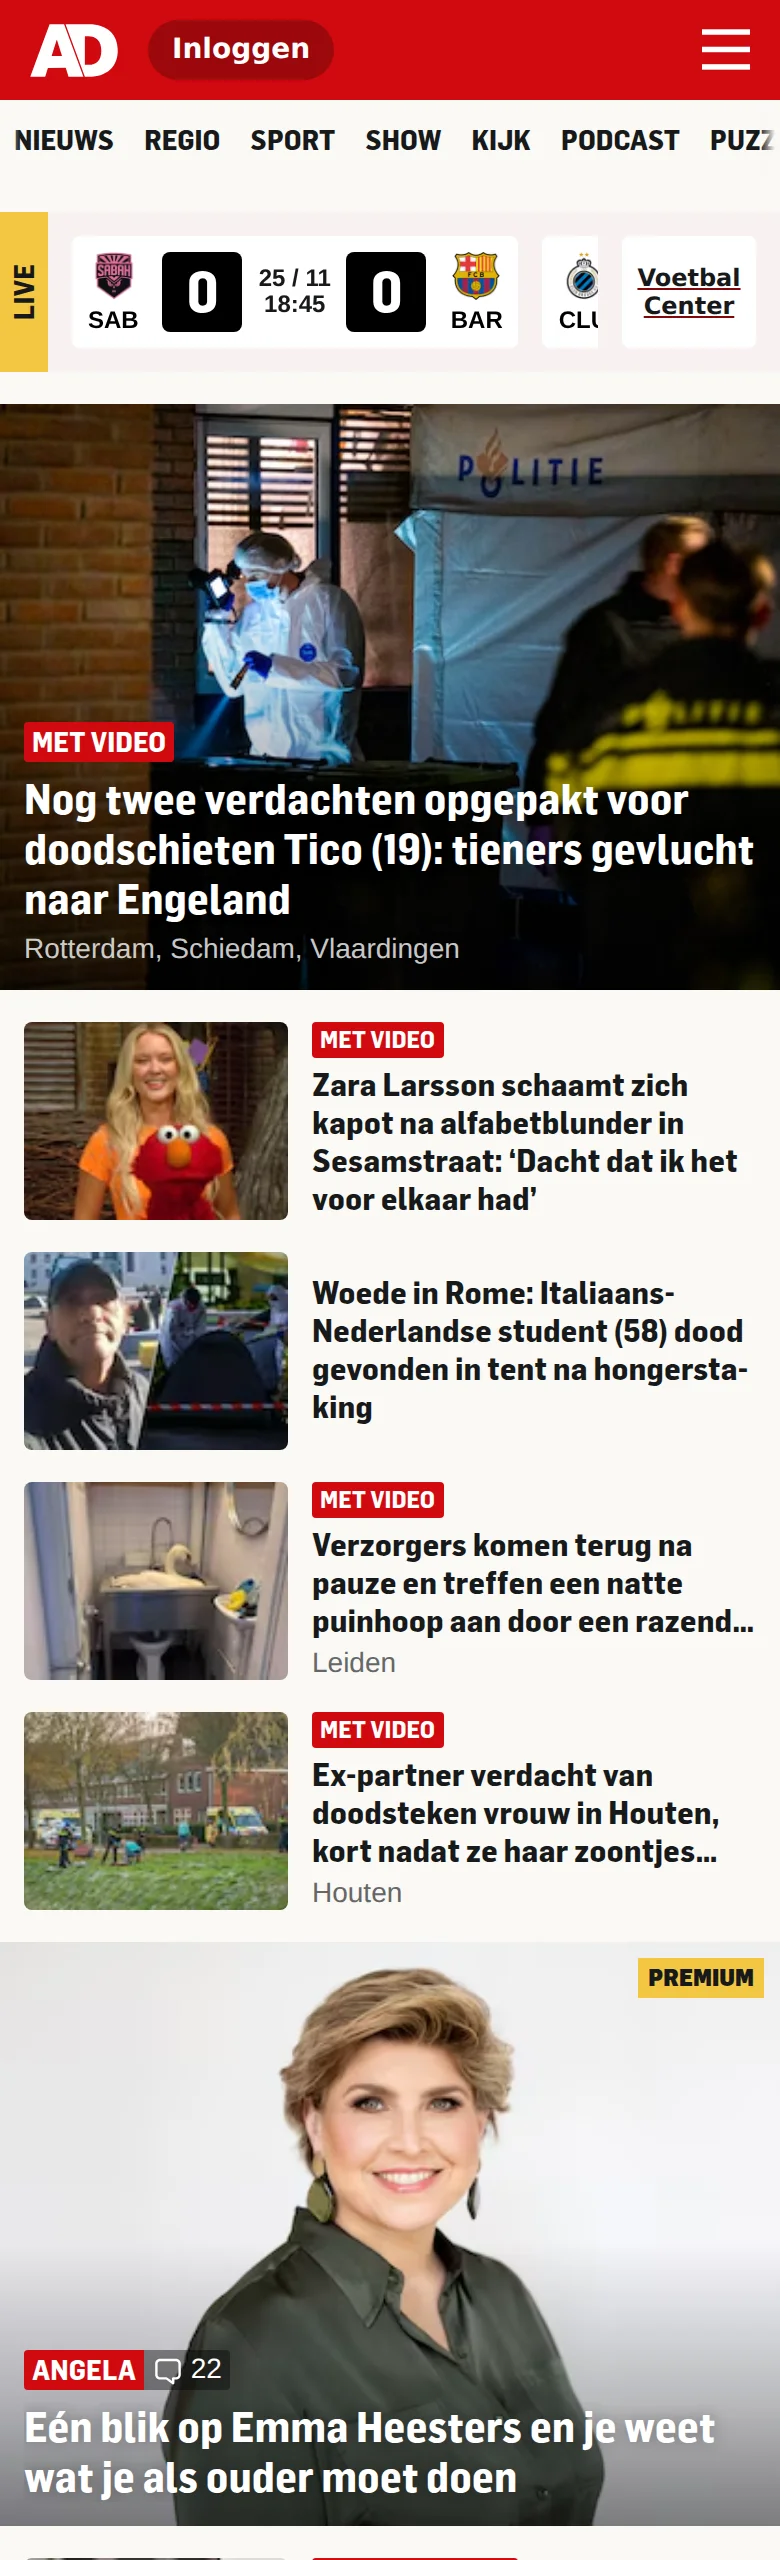 AD
Inloggen
NIEUWS REGIO SPORT SHOW KIJK PODCAST PUZZ
LIVE
SABAH
SAB
0
25 / 11
18:45
0
FCB
BAR
CLU
Voetbal
Center
POLITIE
MET VIDEO
Nog twee verdachten opgepakt voor
doodschieten Tico (19): tieners gevlucht
naar Engeland
Rotterdam, Schiedam, Vlaardingen
MET VIDEO
Zara Larsson schaamt zich
kapot na alfabetblunder in
Sesamstraat: ‘Dacht dat ik het
voor elkaar had’
Woede in Rome: Italiaans-
Nederlandse student (58) dood
gevonden in tent na hongersta-
king
MET VIDEO
Verzorgers komen terug na
pauze en treffen een natte
puinhoop aan door een razend...
Leiden
MET VIDEO
Ex-partner verdacht van
doodsteken vrouw in Houten,
kort nadat ze haar zoontjes...
Houten
PREMIUM
ANGELA 22
Eén blik op Emma Heesters en je weet
wat je als ouder moet doen